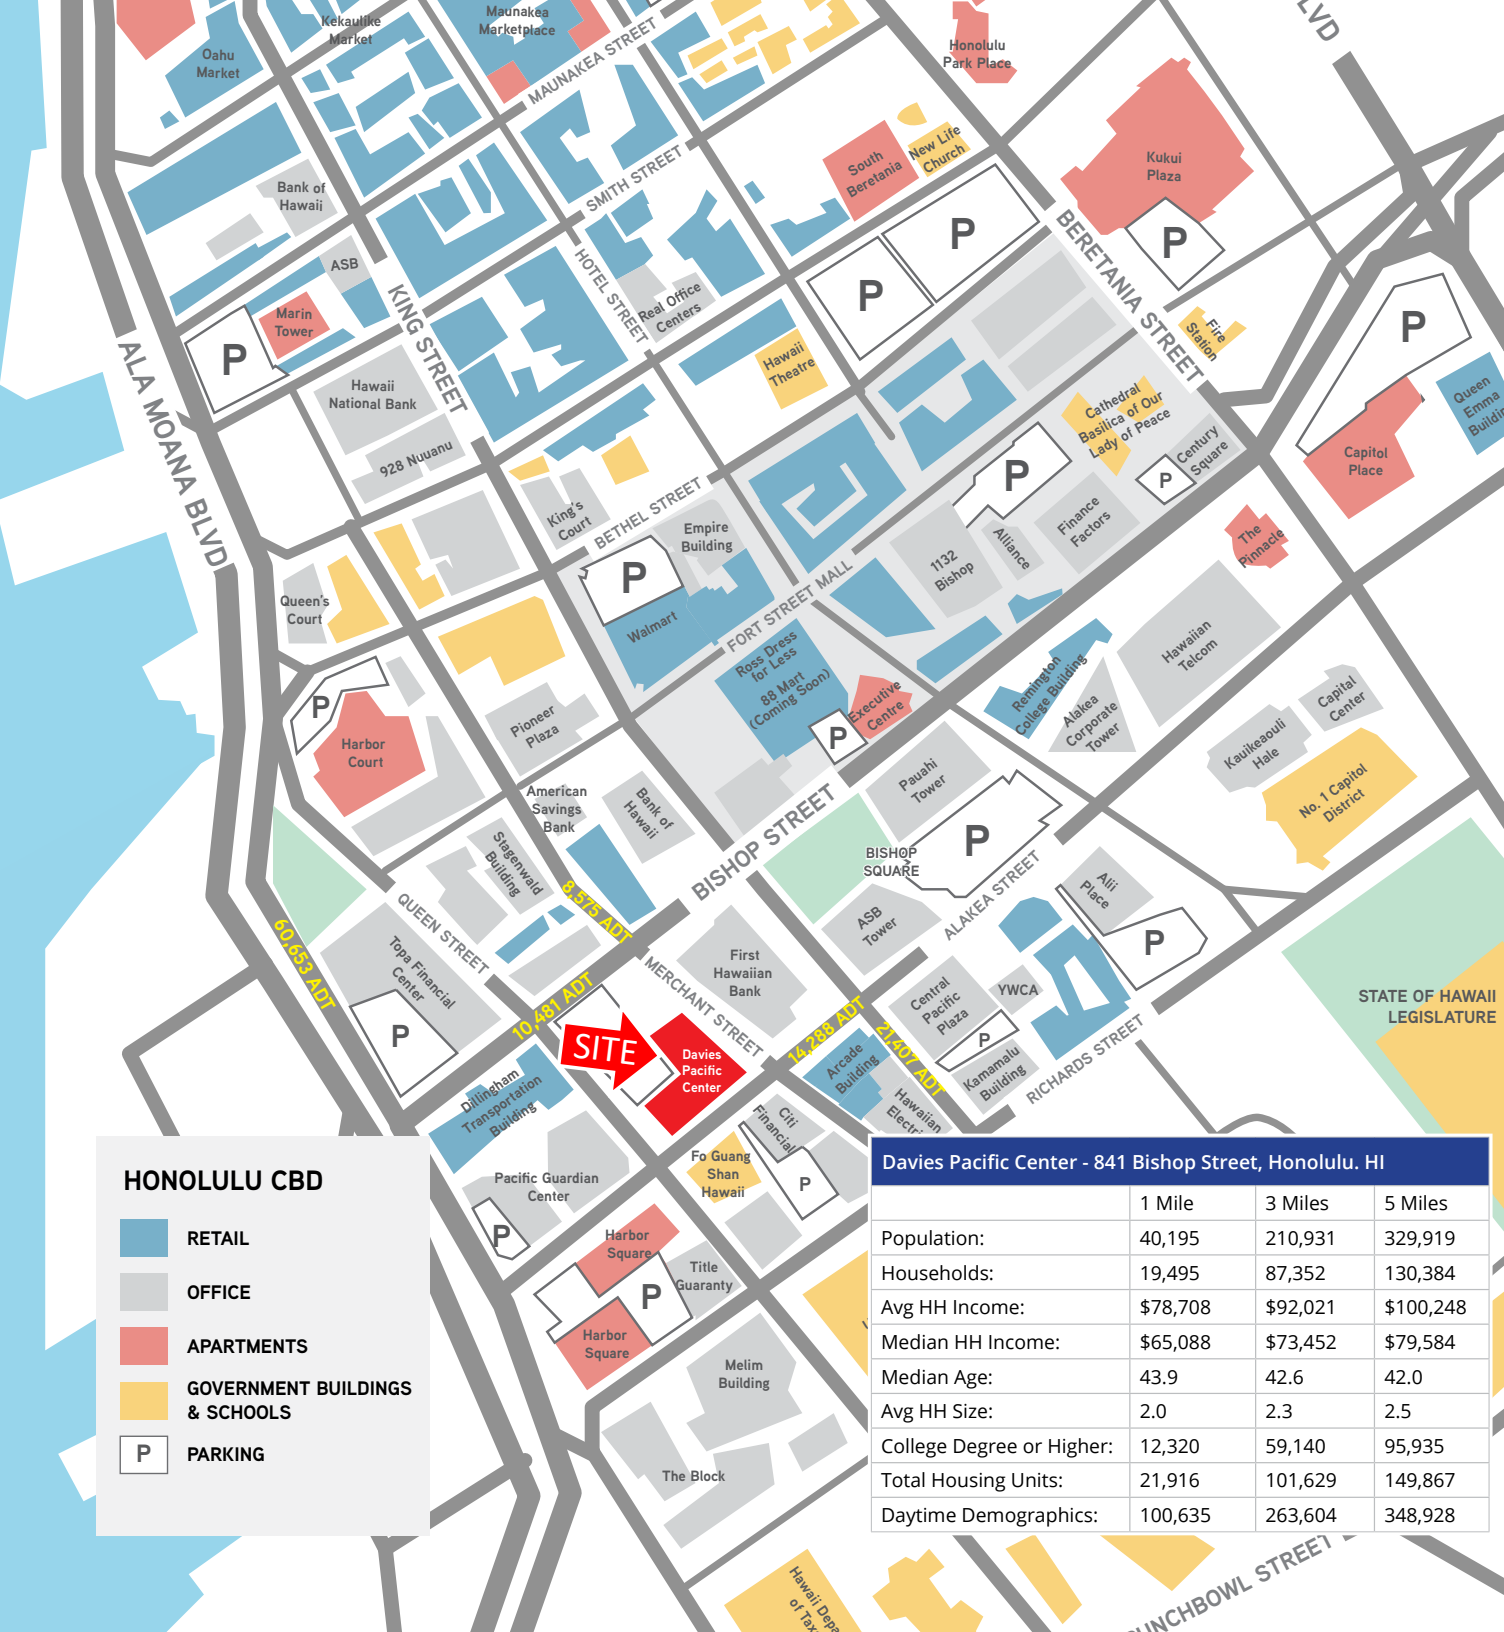 Kekaulike
Market
Maunakea
Marketplace
Oahu
Market
MAUNAKEA STREET
Honolulu
Park Place
LVD
Bank of
Hawaii
SMITH STREET
South
Beretania
New Life
Church
Kukui
Plaza
P
P
P
BERETANIA STREET
ASB
Marin
Tower
P
KING STREET
HOTEL STREET
Real Office
Centers
Hawaii
Theatre
Fire
Station
P
Queen
Emma
Buildin
ALA MOANA BLVD
Hawaii
National Bank
928 Nuuanu
Cathedral
Basilica of Our
Lady of Peace
Century
Square
P
P
Capitol
Place
King's
Court
BETHEL STREET
Empire
Building
P
Walmart
1132
Bishop
Alliance
Finance
Factors
The
Pinnacle
Queen's
Court
FORT STREET MALL
Ross Dress
for Less
88 Mart
(Coming Soon)
Executive
Centre
P
Remington
College Building
Alakea
Corporate
Tower
Hawaiian
Telcom
Capital
Center
Kauikeaouli
Hale
No. 1 Capitol
District
P
Harbor
Court
Pioneer
Plaza
American
Savings
Bank
Bank of
Hawaii
Stagenwald
Building
Pauahi
Tower
P
BISHOP STREET
BISHOP
SQUARE
ALAKEA STREET
ASB
Tower
Alii
Place
P
QUEEN STREET
8,575 ADT
60,653 ADT
Topa Financial
Center
P
10,481 ADT
MERCHANT STREET
First
Hawaiian
Bank
SITE
Davies
Pacific
Center
14,288 ADT
21,407 ADT
Central
Pacific
Plaza
YWCA
P
Kamamalu
Building
RICHARDS STREET
STATE OF HAWAII
LEGISLATURE
Arcade
Building
Hawaiian
Electri
Dillingham
Transportation
Building
Citi
Financial
P
Fo Guang
Shan
Hawaii
Pacific Guardian
Center
P
Harbor
Square
P
Title
Guaranty
Harbor
Square
Melim
Building
The Block
Hawaii Depa
of Tax
UNCHBOWL STREET
HONOLULU CBD
RETAIL
OFFICE
APARTMENTS
GOVERNMENT BUILDINGS
& SCHOOLS
P PARKING
Davies Pacific Center - 841 Bishop Street, Honolulu. HI
1 Mile 3 Miles 5 Miles
Population: 40,195 210,931 329,919
Households: 19,495 87,352 130,384
Avg HH Income: $78,708 $92,021 $100,248
Median HH Income: $65,088 $73,452 $79,584
Median Age: 43.9 42.6 42.0
Avg HH Size: 2.0 2.3 2.5
College Degree or Higher: 12,320 59,140 95,935
Total Housing Units: 21,916 101,629 149,867
Daytime Demographics: 100,635 263,604 348,928